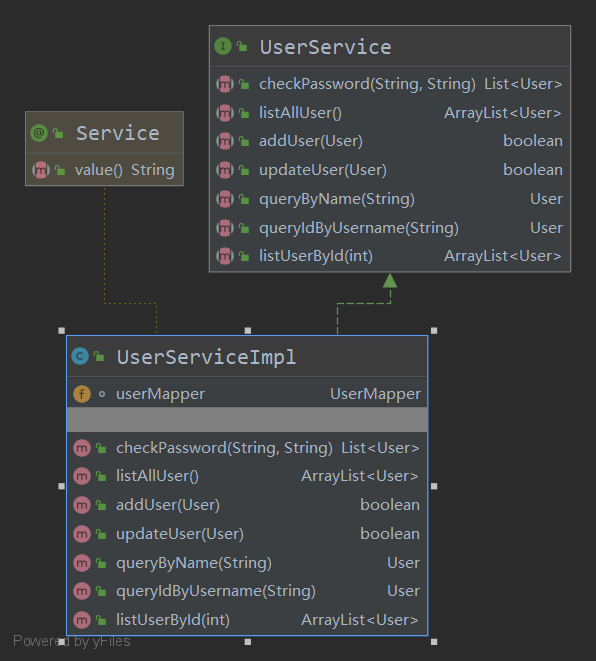 I UserService
m checkPassword(String, String) List<User>
m listAllUser() ArrayList<User>
m addUser(User) boolean
m updateUser(User) boolean
m queryByName(String) User
m queryIdByUsername(String) User
m listUserById(int) ArrayList<User>
@ Service
m value() String
C UserServiceImpl
f userMapper UserMapper
m checkPassword(String, String) List<User>
m listAllUser() ArrayList<User>
m addUser(User) boolean
m updateUser(User) boolean
m queryByName(String) User
m queryIdByUsername(String) User
m listUserById(int) ArrayList<User>
Powered by yFiles